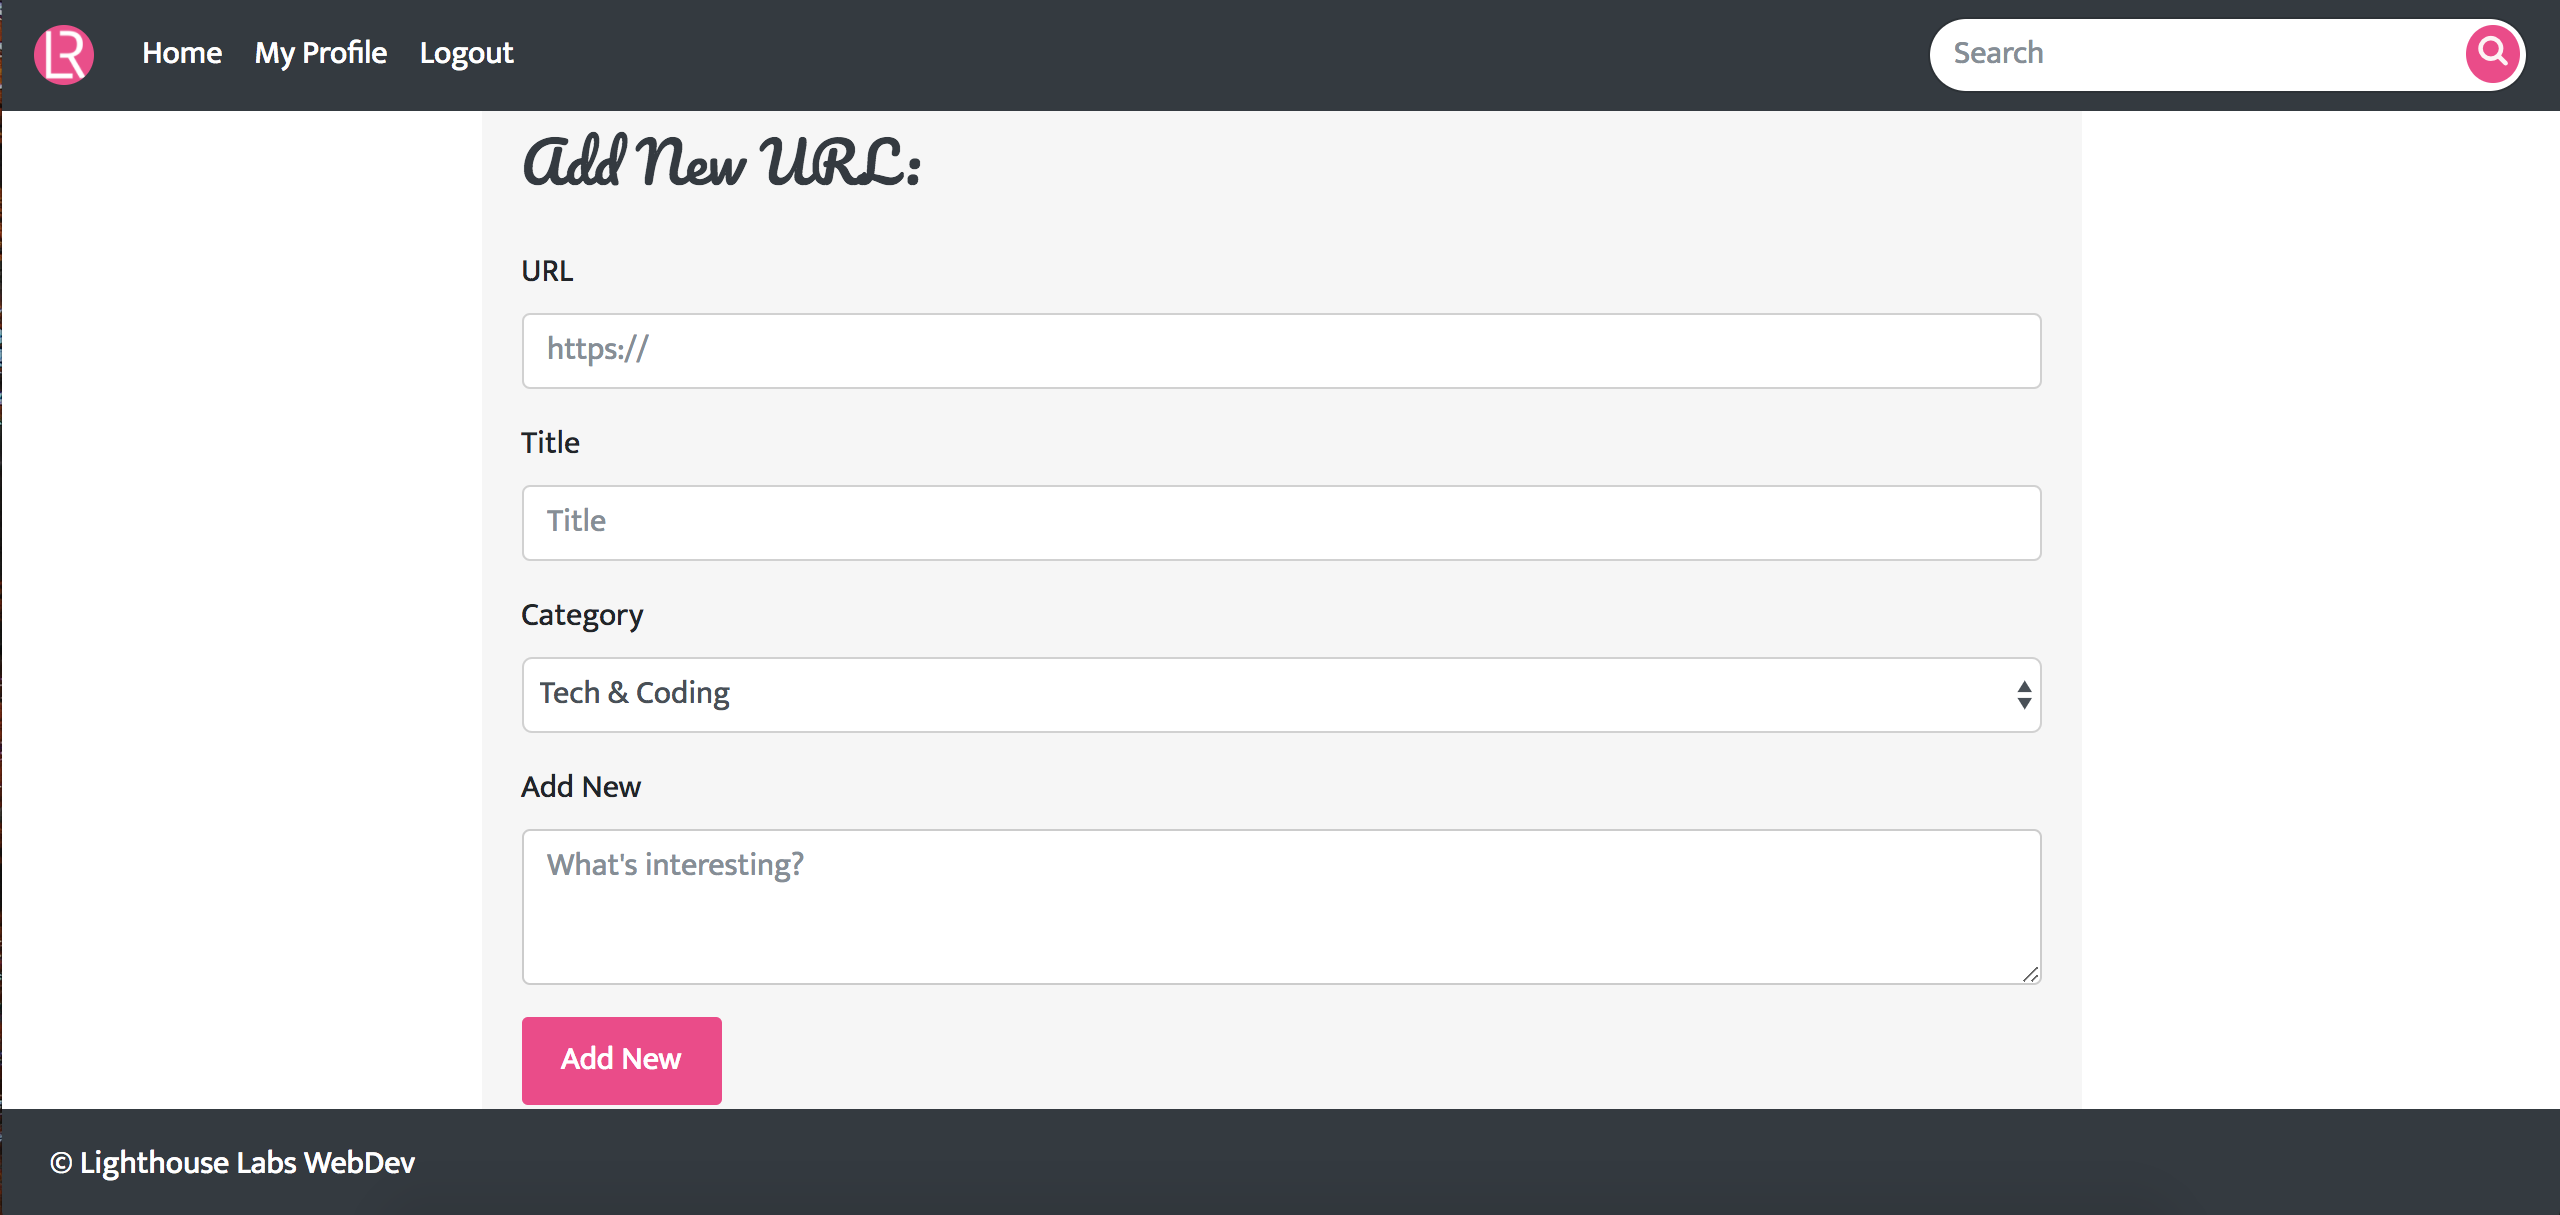 LR Home My Profile Logout Search
Add New URL:
URL
https://
Title
Title
Category
Tech & Coding
Add New
What's interesting?
Add New
© Lighthouse Labs WebDev